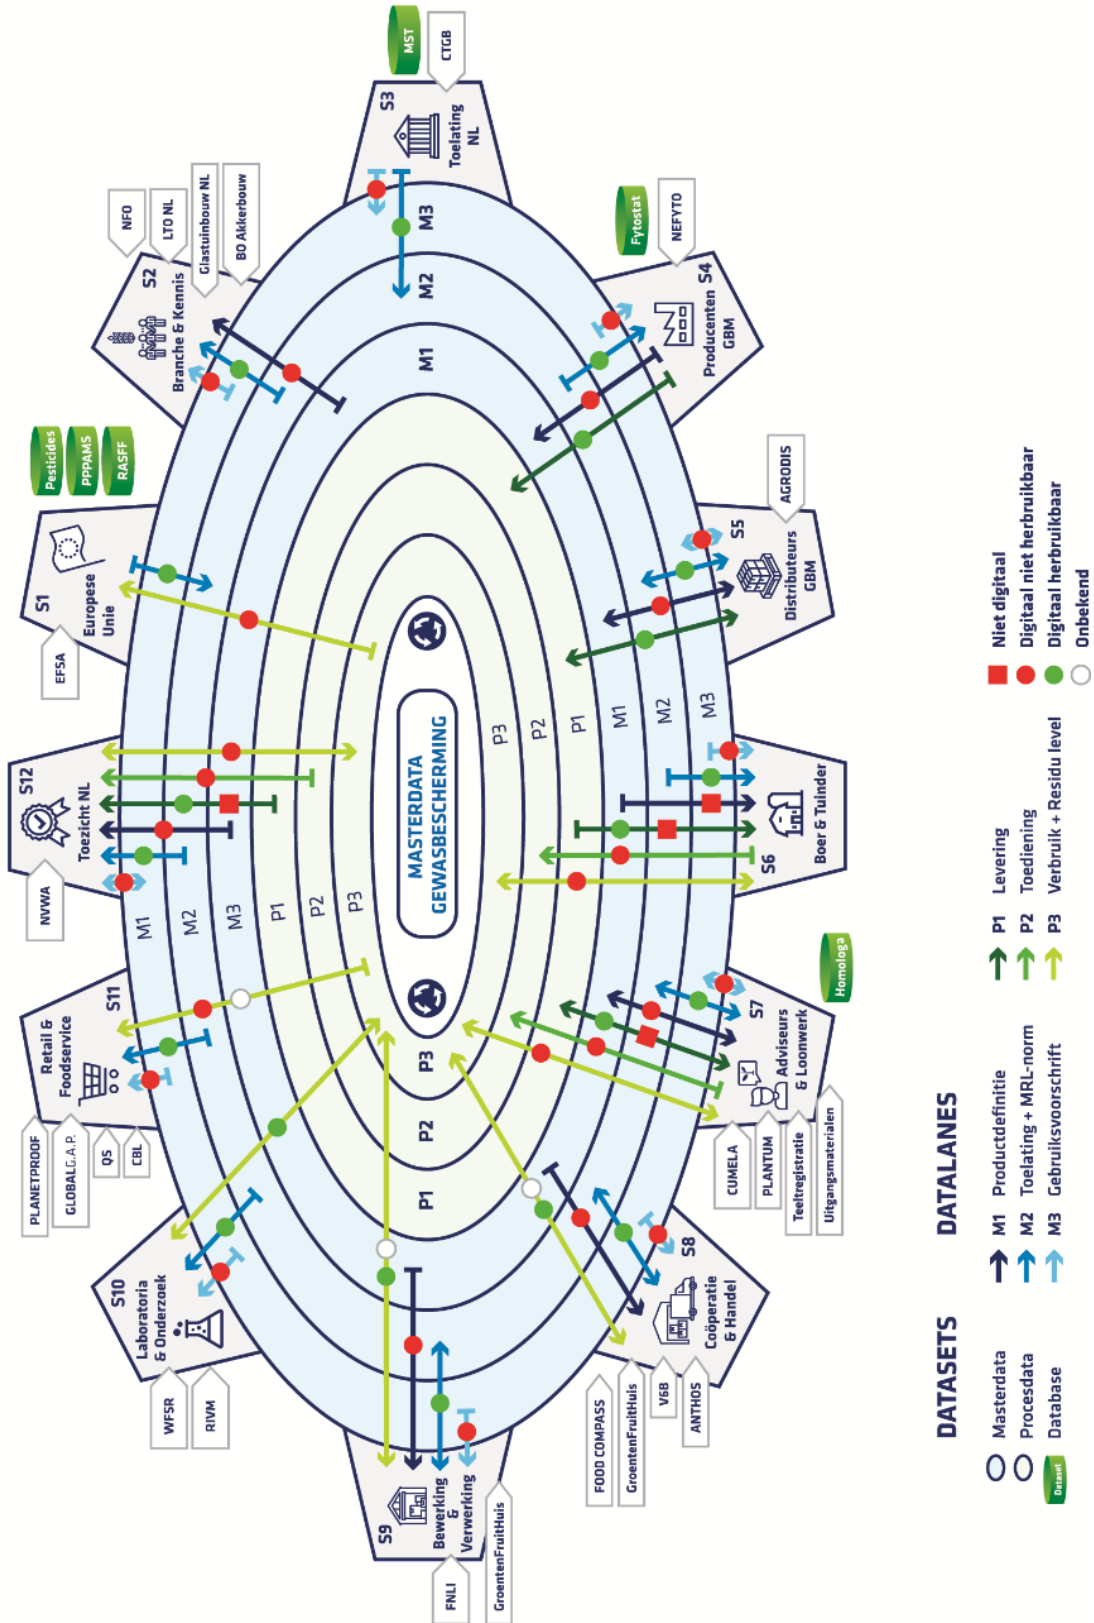 S1
Europese
Unie
EFSA
Pesticides
PPPAMS
RASFF
S2
Branche & Kennis
NFO
LTO NL
Glastuinbouw NL
BO Akkerbouw
S3
Toelating
NL
MST
CTGB
S4
Producenten
GBM
Fytostat
NEFYTO
S5
Distributeurs
GBM
AGRODIS
S6
Boer & Tuinder
S7
Adviseurs
& Loonwerk
Homologa
CUMELA
PLANTUM
Teeltregistratie
Uitgangsmaterialen
S8
Coöperatie
& Handel
FOOD COMPASS
GroentenFruitHuis
VGB
ANTHOS
S9
Bewerking
&
Verwerking
FNLI
GroentenFruitHuis
S10
Laboratoria
& Onderzoek
WFSR
RIVM
S11
Retail &
Foodservice
PLANETPROOF
GLOBALG.A.P.
QS
CBL
S12
Toezicht NL
NVWA
M1
M2
M3
P1
P2
P3
M3
M2
M1
P3
P2
P1
M1
M2
M3
P3
P2
P1
MASTERDATA
GEWASBESCHERMING
DATASETS
Masterdata
Procesdata
Dataset
Database
DATALANES
M1 Productdefinitie
M2 Toelating + MRL-norm
M3 Gebruiksvoorschrift
P1 Levering
P2 Toediening
P3 Verbruik + Residu level
Niet digitaal
Digitaal niet herbruikbaar
Digitaal herbruikbaar
Onbekend